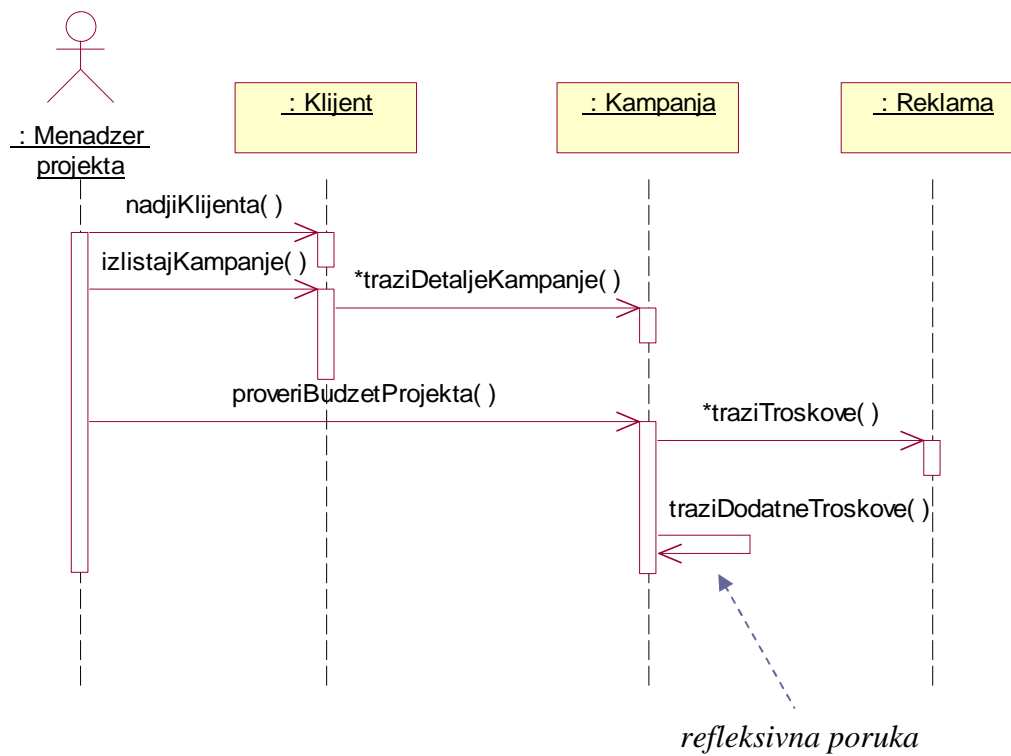 : Menadzer
projekta
: Klijent
: Kampanja
: Reklama
nadjiKlijenta( )
izlistajKampanje( )
*traziDetaljeKampanje( )
proveriBudzetProjekta( )
*traziTroskove( )
traziDodatneTroskove( )
refleksivna poruka